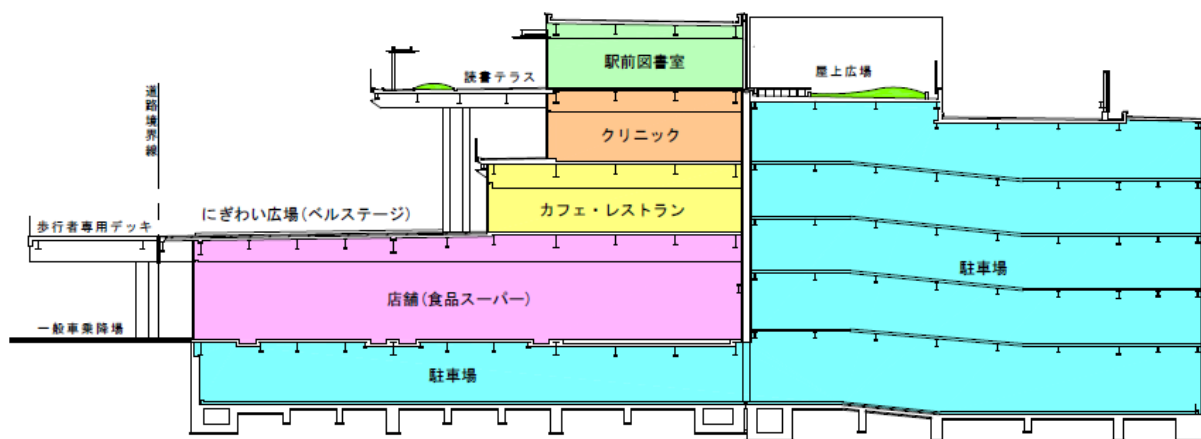 駅前図書室
屋上広場
読書テラス
道路境界線
クリニック
カフェ・レストラン
にぎわい広場(ベルステージ)
歩行者専用デッキ
駐車場
店舗(食品スーパー)
一般車乗降場
駐車場